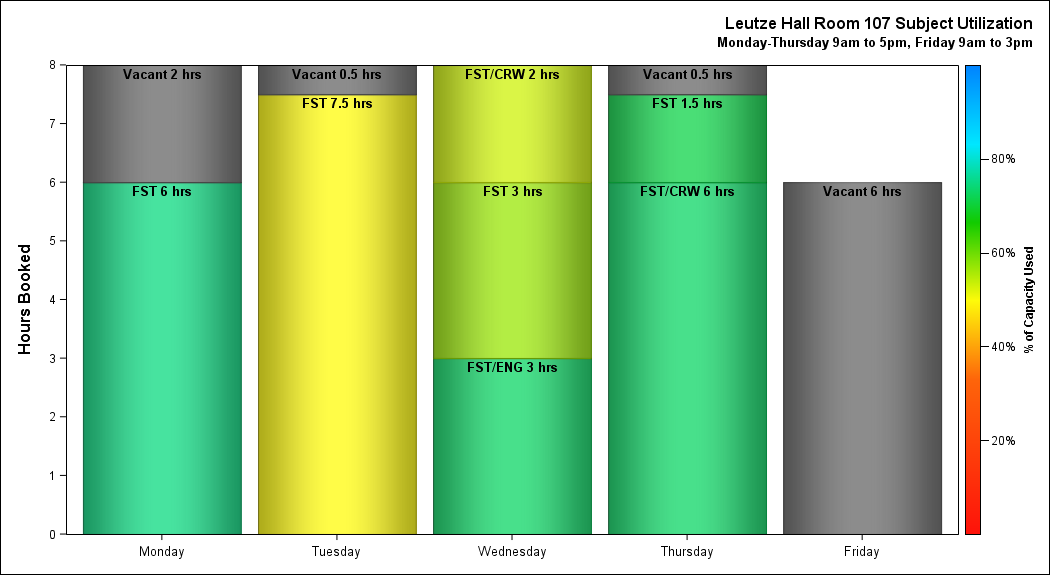 Leutze Hall Room 107 Subject Utilization
Monday-Thursday 9am to 5pm, Friday 9am to 3pm
Hours Booked
8
7
6
5
4
3
2
1
0
Vacant 2 hrs
FST 6 hrs
Vacant 0.5 hrs
FST 7.5 hrs
FST/CRW 2 hrs
FST 3 hrs
FST/ENG 3 hrs
Vacant 0.5 hrs
FST 1.5 hrs
FST/CRW 6 hrs
Vacant 6 hrs
Monday
Tuesday
Wednesday
Thursday
Friday
80%
60%
40%
20%
% of Capacity Used